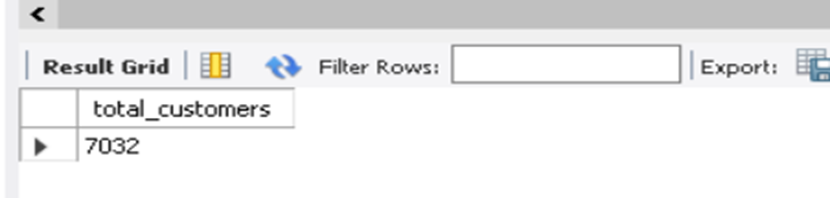 Result Grid Filter Rows: Export:
total_customers
7032